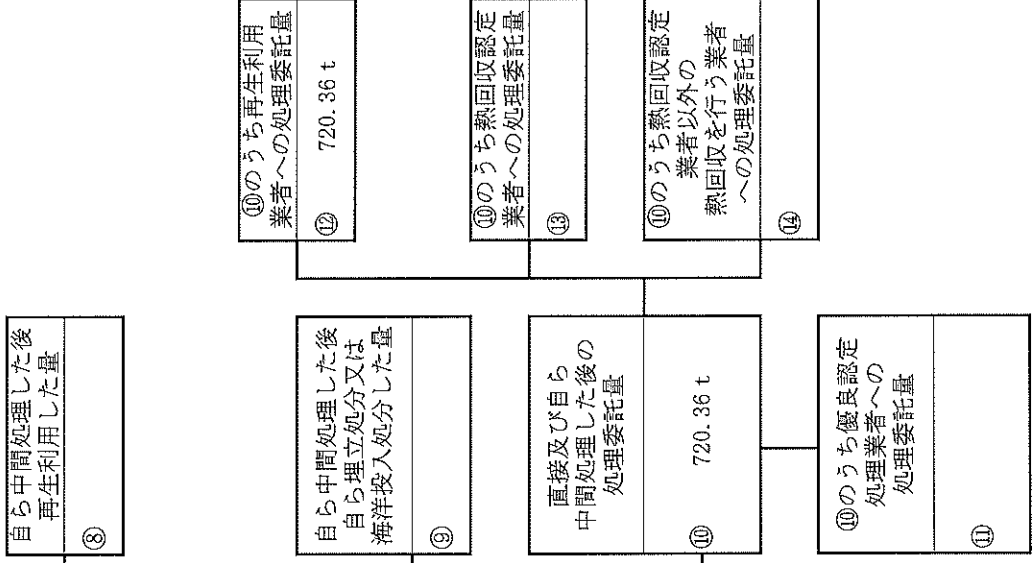 自ら中間処理した後
再生利用した量
⑧
自ら中間処理した後
自ら埋立処分又は
海洋投入処分した量
⑨
直接及び自ら
中間処理した後の
処理委託量
⑩ 720.36 t
⑩のうち優良認定
処理業者への
処理委託量
⑪
⑩のうち再生利用
業者への処理委託量
⑫ 720.36 t
⑩のうち熱回収認定
業者への処理委託量
⑬
⑩のうち熱回収認定
業者以外の
熱回収を行う業者
への処理委託量
⑭